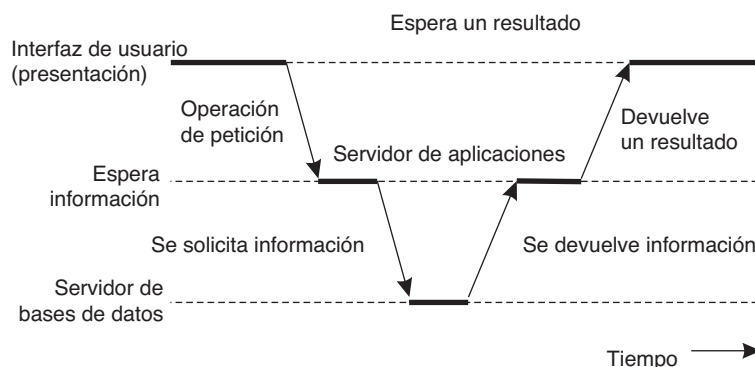 Espera un resultado
Interfaz de usuario
(presentación)
Operación
de petición
Devuelve
un resultado
Servidor de aplicaciones
Espera
información
Se solicita información
Se devuelve información
Servidor de
bases de datos
Tiempo